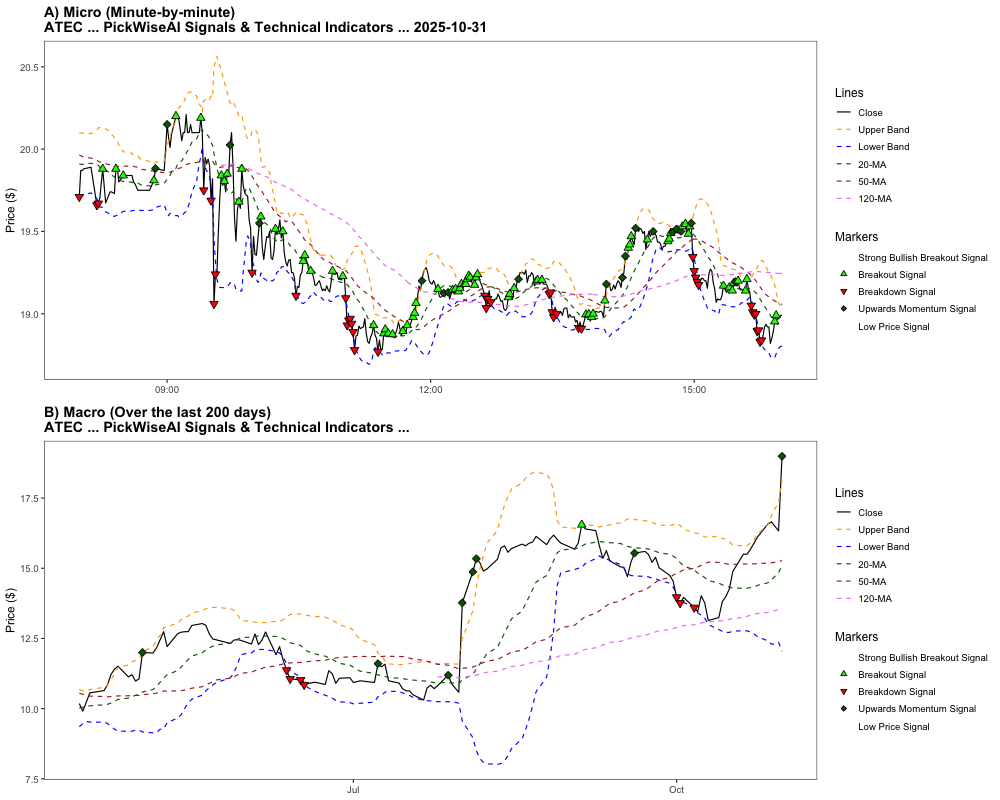 A) Micro (Minute-by-minute)
ATEC ... PickWiseAI Signals & Technical Indicators ... 2025-10-31
Price ($)
20.5
20.0
19.5
19.0
09:00
12:00
15:00
Lines
Close
Upper Band
Lower Band
20-MA
50-MA
120-MA
Markers
Strong Bullish Breakout Signal
Breakout Signal
Breakdown Signal
Upwards Momentum Signal
Low Price Signal
B) Macro (Over the last 200 days)
ATEC ... PickWiseAI Signals & Technical Indicators ...
Price ($)
17.5
15.0
12.5
10.0
7.5
Jul
Oct
Lines
Close
Upper Band
Lower Band
20-MA
50-MA
120-MA
Markers
Strong Bullish Breakout Signal
Breakout Signal
Breakdown Signal
Upwards Momentum Signal
Low Price Signal